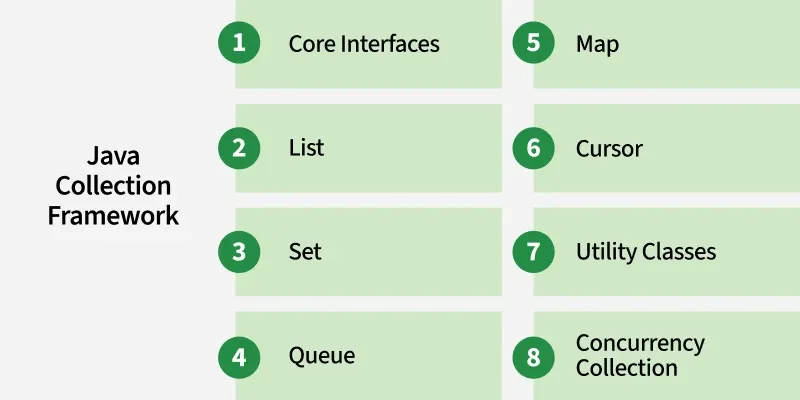 Java
Collection
Framework
1 Core Interfaces
2 List
3 Set
4 Queue
5 Map
6 Cursor
7 Utility Classes
8 Concurrency
Collection